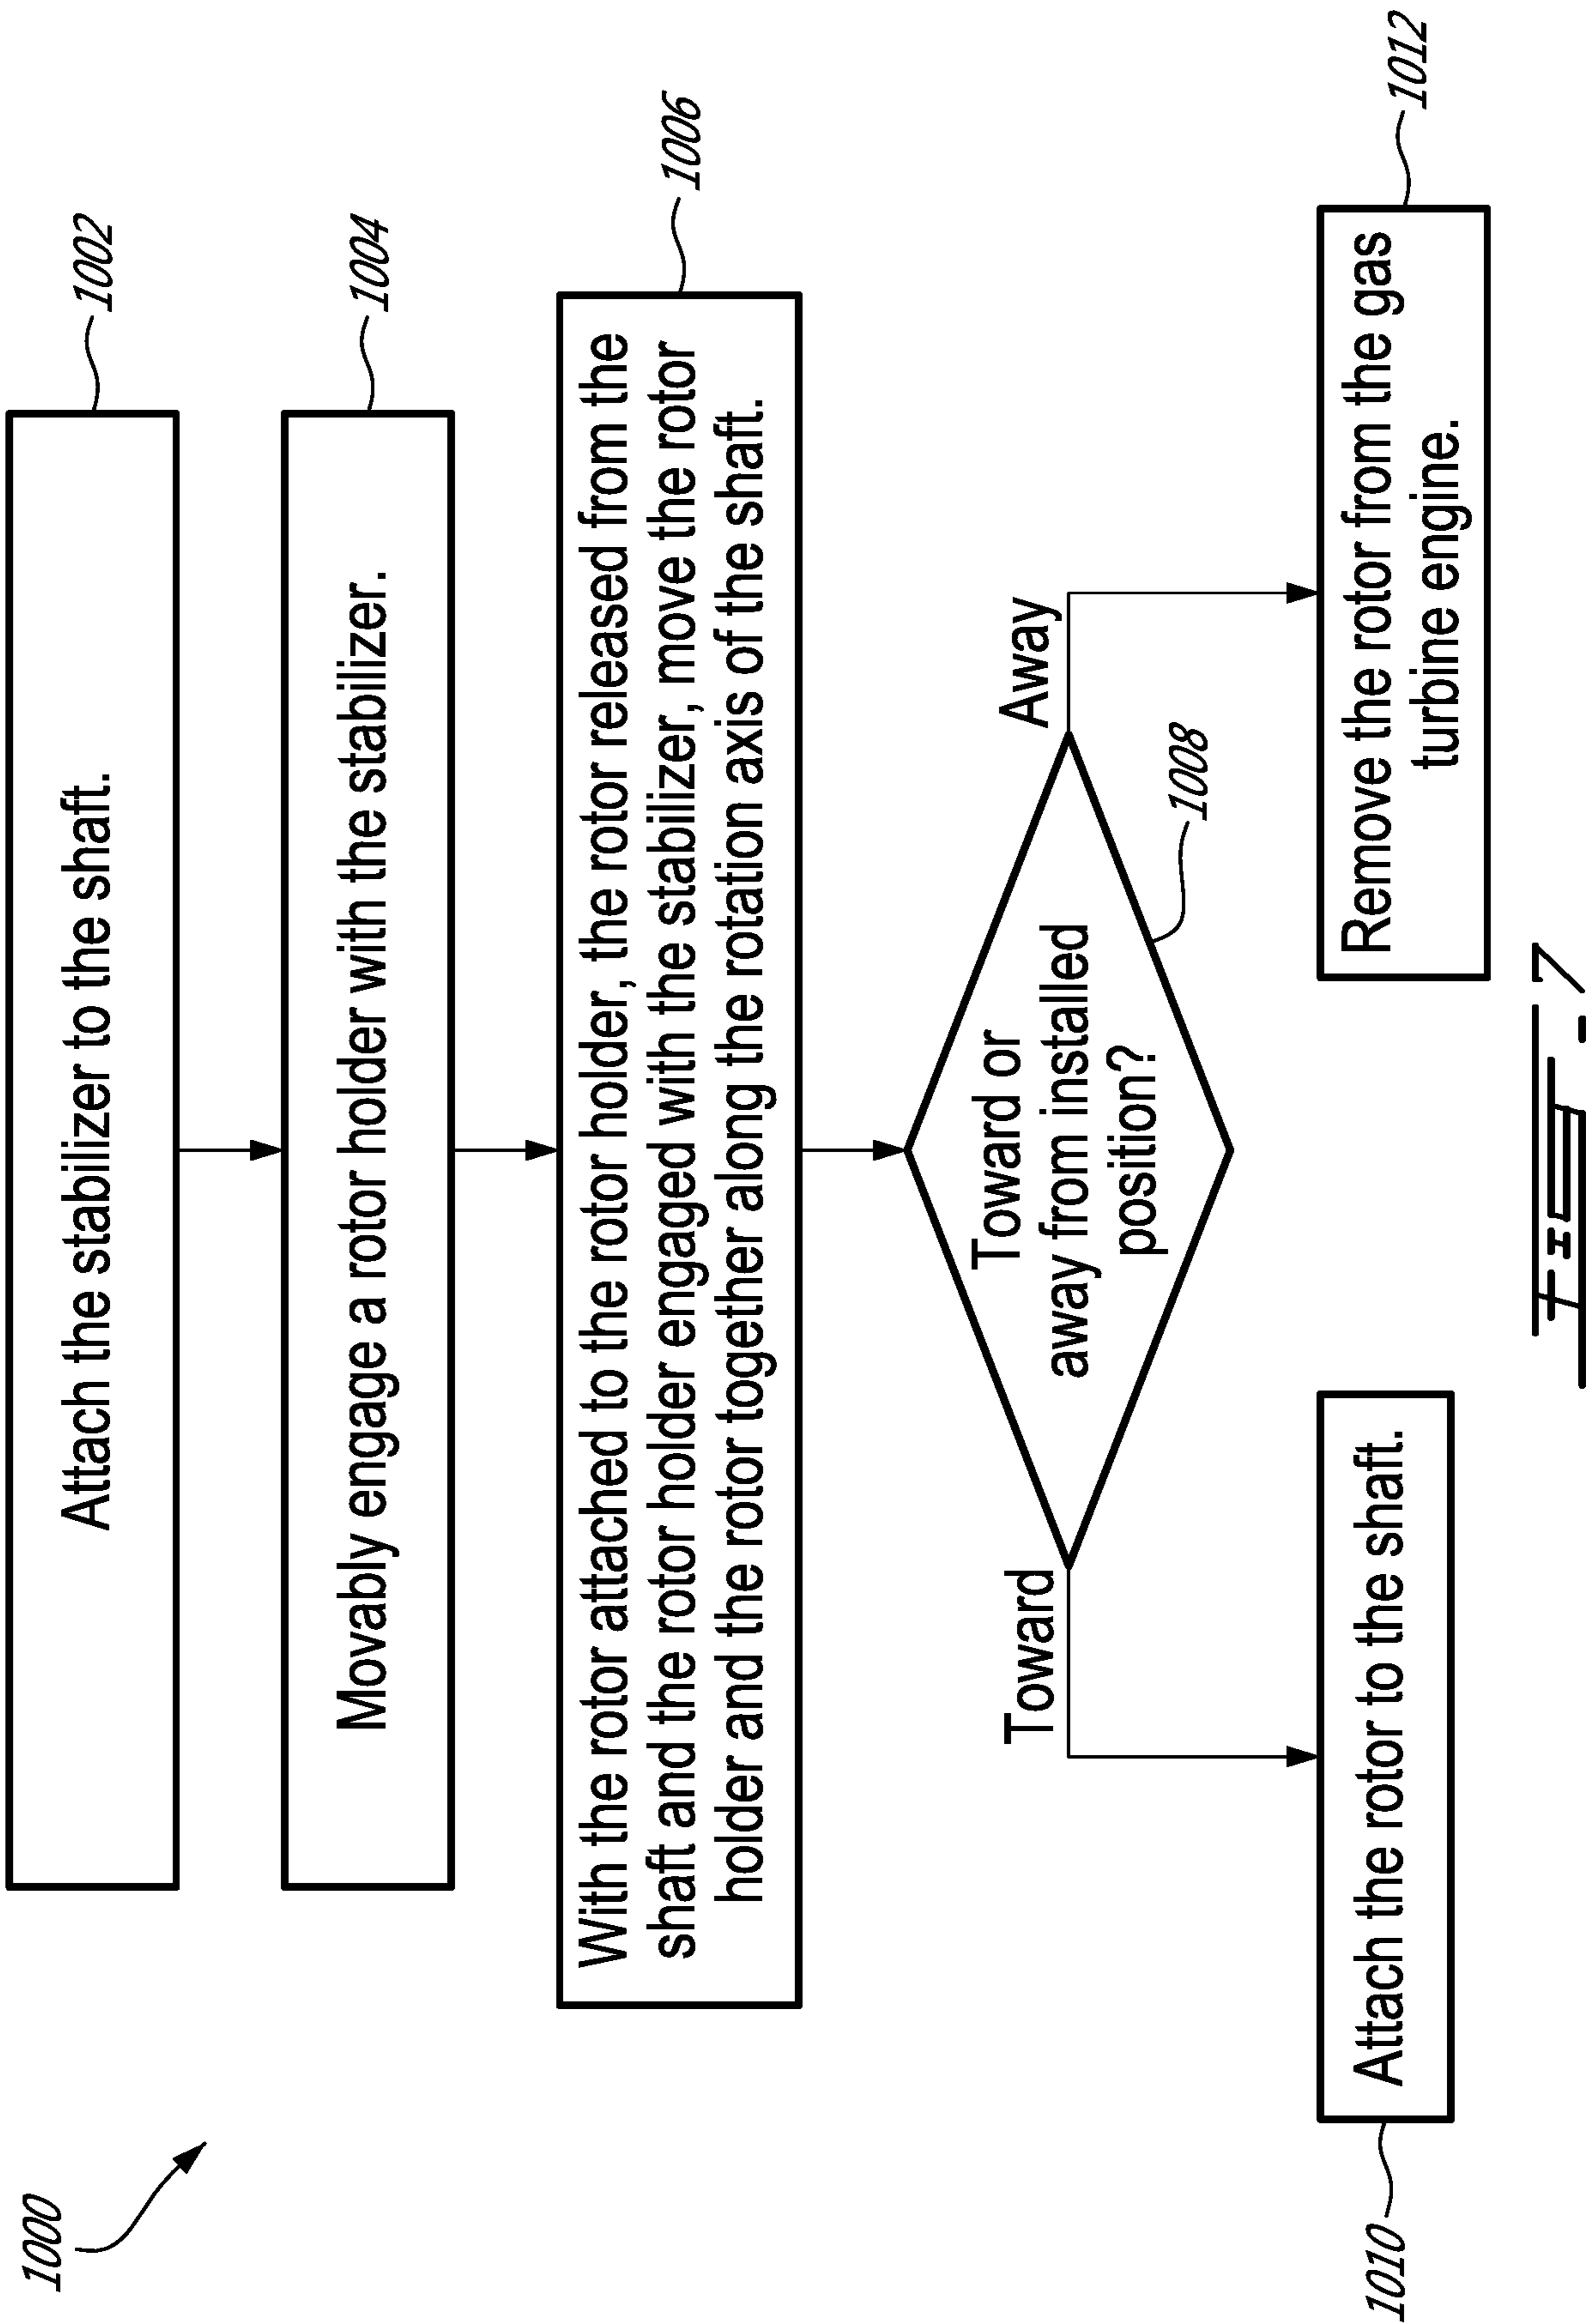 1000
Attach the stabilizer to the shaft.
1002
Movably engage a rotor holder with the stabilizer.
1004
With the rotor attached to the rotor holder, the rotor released from the
shaft and the rotor holder engaged with the stabilizer, move the rotor
holder and the rotor together along the rotation axis of the shaft.
1006
Toward or
away from installed
position?
1008
Toward
Away
1010
Attach the rotor to the shaft.
Remove the rotor from the gas
turbine engine.
1012
FIG. 7